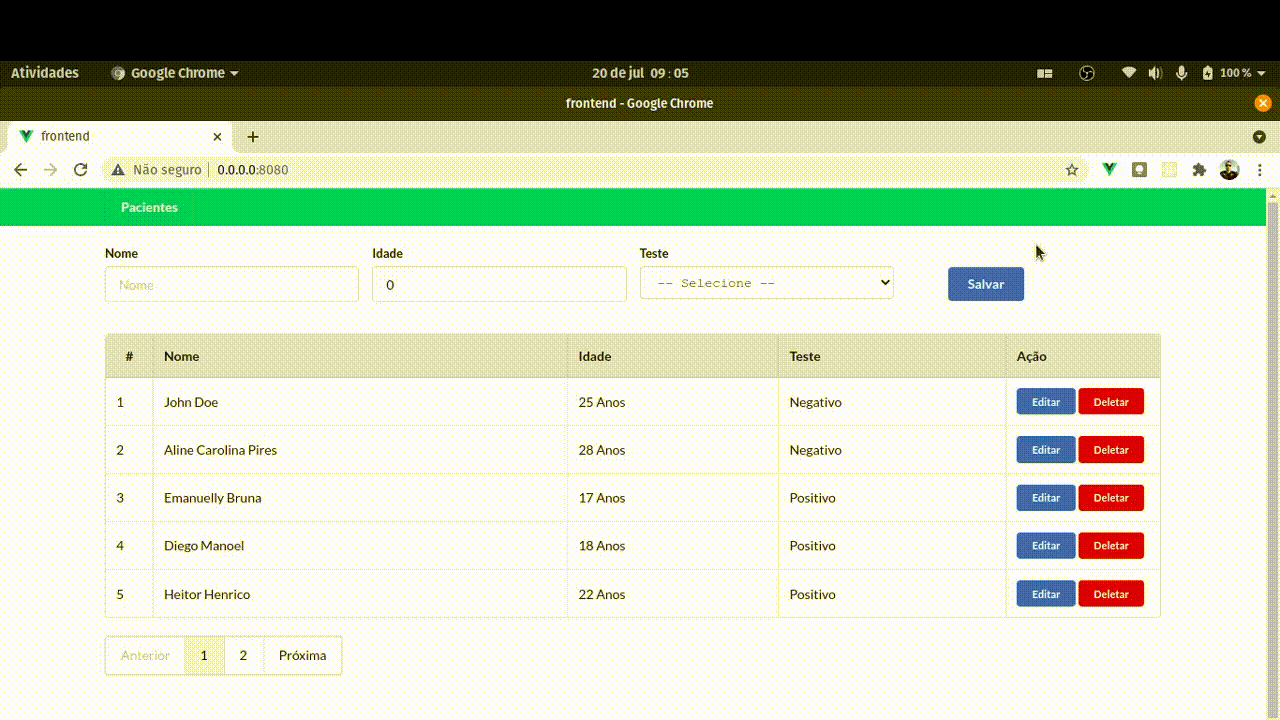 Atividades Google Chrome 20 de jul 09:05 100 %
frontend - Google Chrome
frontend
Não seguro 0.0.0.0:8080
Pacientes
Nome Idade Teste
Nome 0 -- Selecione -- Salvar
# Nome Idade Teste Ação
1 John Doe 25 Anos Negativo Editar Deletar
2 Aline Carolina Pires 28 Anos Negativo Editar Deletar
3 Emanuelly Bruna 17 Anos Positivo Editar Deletar
4 Diego Manoel 18 Anos Positivo Editar Deletar
5 Heitor Henrico 22 Anos Positivo Editar Deletar
Anterior 1 2 Próxima